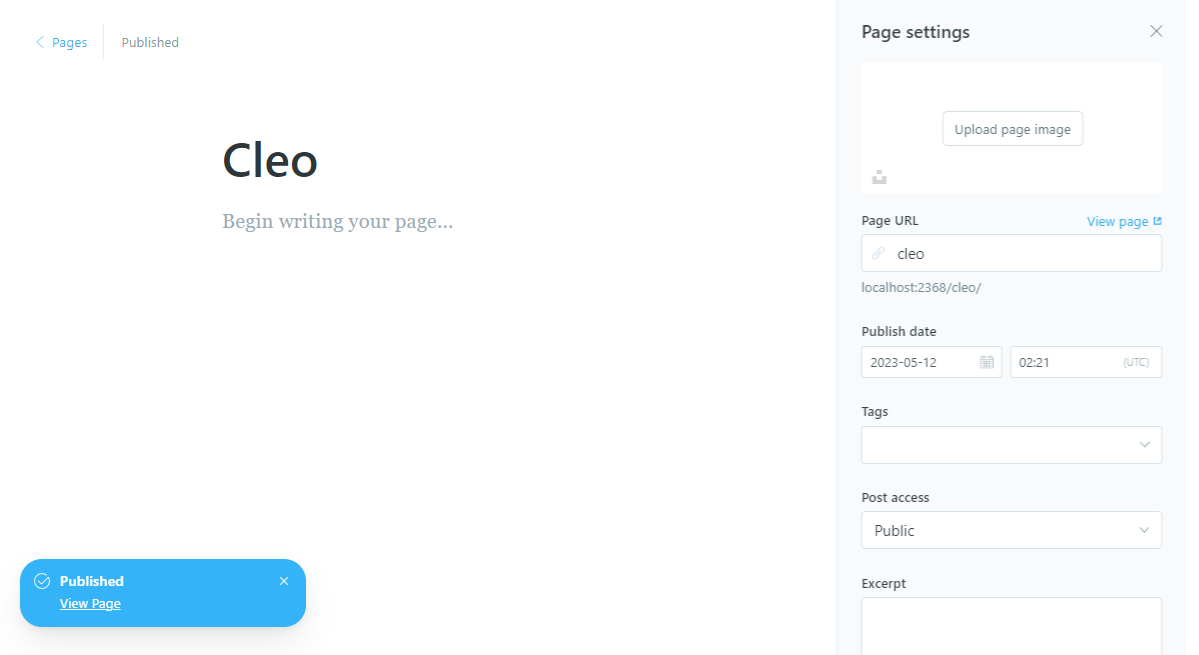 Pages
Published
Cleo
Begin writing your page...
Published
View Page
Page settings
Upload page image
Page URL
View page
cleo
localhost:2368/cleo/
Publish date
2023-05-12
02:21
(UTC)
Tags
Post access
Public
Excerpt